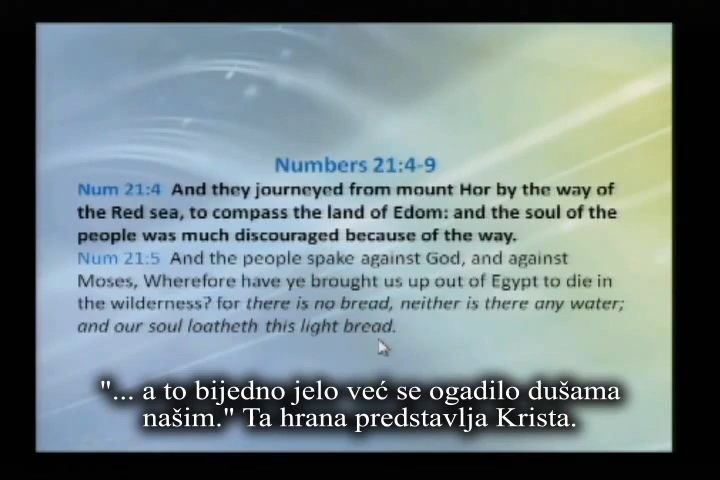 Numbers 21:4-9
Num 21:4 And they journeyed from mount Hor by the way of
the Red sea, to compass the land of Edom: and the soul of the
people was much discouraged because of the way.
Num 21:5 And the people spake against God, and against
Moses, Wherefore have ye brought us up out of Egypt to die in
the wilderness? for there is no bread, neither is there any water;
and our soul loatheth this light bread.
"... a to bijedno jelo već se ogadilo dušama
našim." Ta hrana predstavlja Krista.